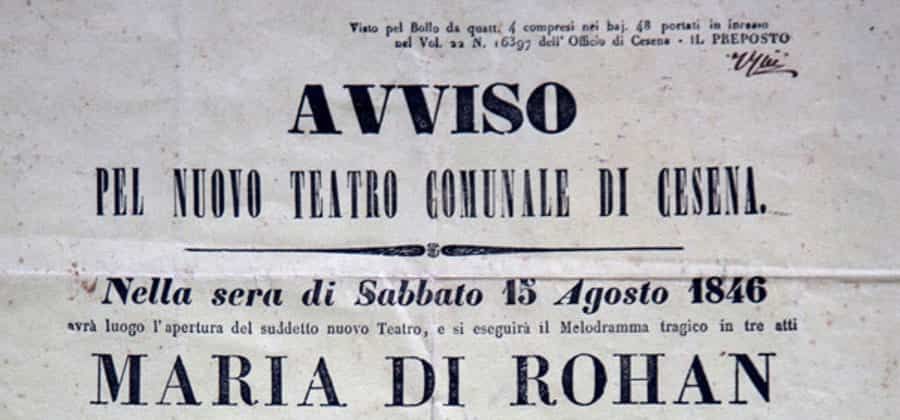 Visto pel Bollo da quatt. 4 compresi nei baj. 48 portati in incasso
nel Vol. 22 N. 16397 dell' Officio di Cesena - IL PREPOSTO
AVVISO
PEL NUOVO TEATRO COMUNALE DI CESENA.
Nella sera di Sabbato 15 Agosto 1846
avrà luogo l'apertura del suddetto nuovo Teatro, e si eseguirà il Melodramma tragico in tre atti
MARIA DI ROHAN